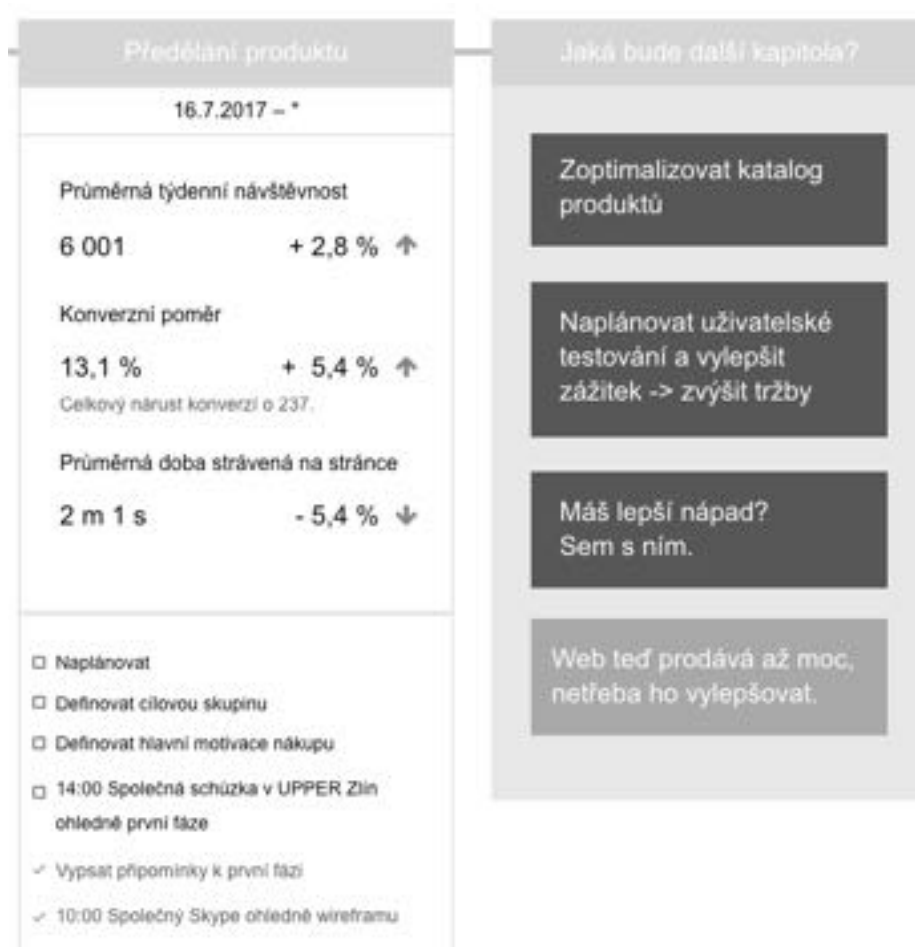 Předělání produktu
16.7.2017 – *
Průměrná týdenní návštěvnost
6 001 + 2,8 %
Konverzní poměr
13,1 % + 5,4 %
Celkový nárust konverzí o 237.
Průměrná doba strávená na stránce
2 m 1 s - 5,4 %
Naplánovat
Definovat cílovou skupinu
Definovat hlavní motivace nákupu
14:00 Společná schůzka v UPPER Zlín
ohledně první fáze
Vypsat připomínky k první fázi
10:00 Společný Skype ohledně wireframu
Jaká bude další kapitola?
Zoptimalizovat katalog
produktů
Naplánovat uživatelské
testování a vylepšit
zážitek -> zvýšit tržby
Máš lepší nápad?
Sem s ním.
Web teď prodává až moc,
netřeba ho vylepšovat.